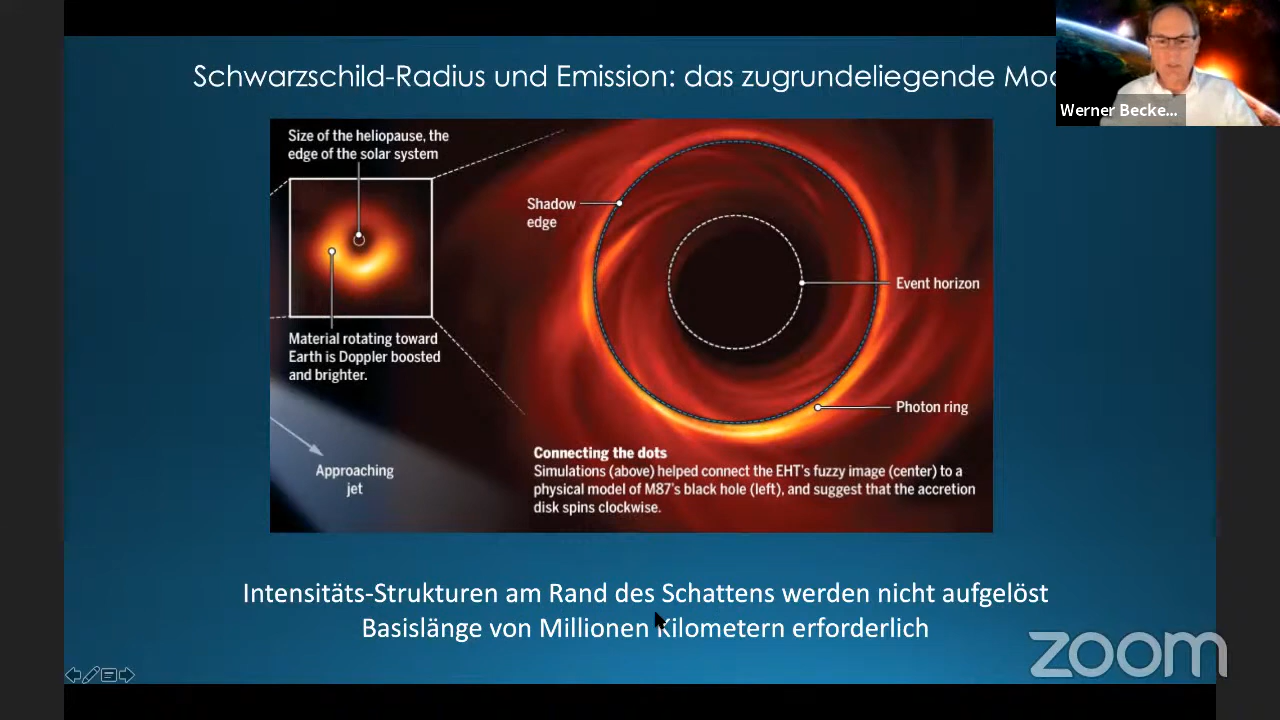 Schwarzschild-Radius und Emission: das zugrundeliegende
Werner Becke...
Size of the heliopause, the
edge of the solar system
Shadow
edge
Event horizon
Material rotating toward
Earth is Doppler boosted
and brighter.
Photon ring
Approaching
jet
Connecting the dots
Simulations (above) helped connect the EHT's fuzzy image (center) to a
physical model of M87's black hole (left), and suggest that the accretion
disk spins clockwise.
Intensitäts-Strukturen am Rand des Schattens werden nicht aufgelöst
Basislänge von Millionen Kilometern erforderlich
zoom